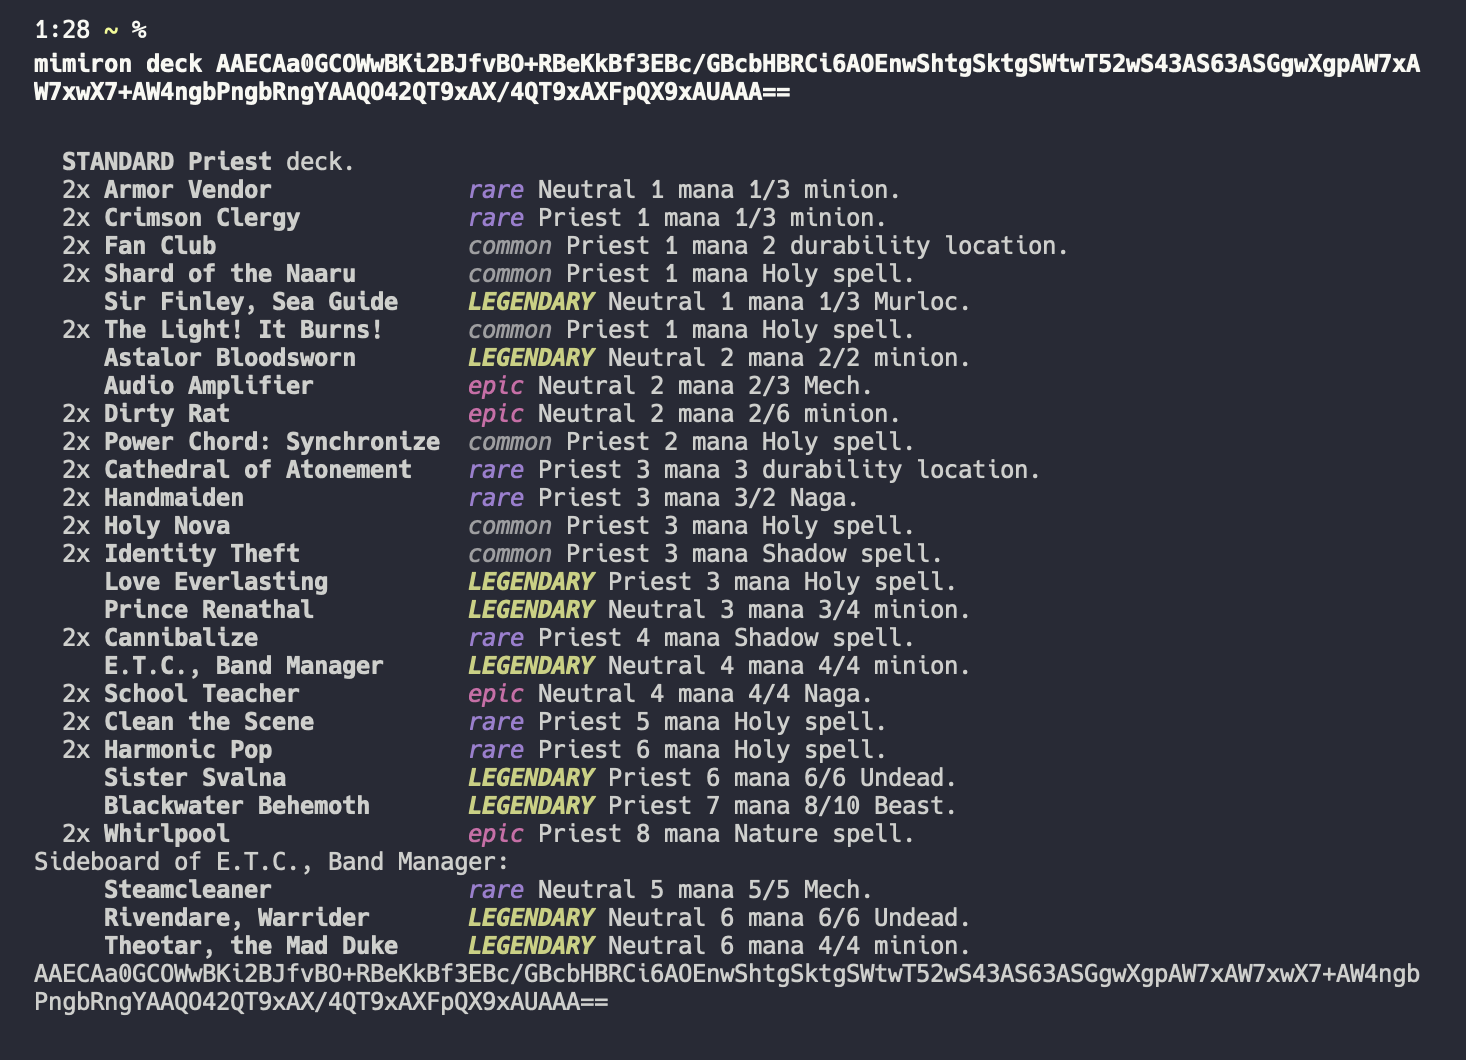 1:28 ~ %
mimiron deck AAECAa0GCOWwBKi2BJfvBO+RBeKkBf3EBc/GBcbHBRCi6AOEnwShtgSktgSWtwT52wS43AS63ASGgwXgpAW7xA
W7xwX7+AW4ngbPngbRngYAAQO42QT9xAX/4QT9xAXFpQX9xAUAAA==
STANDARD Priest deck.
2x Armor Vendor rare Neutral 1 mana 1/3 minion.
2x Crimson Clergy rare Priest 1 mana 1/3 minion.
2x Fan Club common Priest 1 mana 2 durability location.
2x Shard of the Naaru common Priest 1 mana Holy spell.
Sir Finley, Sea Guide LEGENDARY Neutral 1 mana 1/3 Murloc.
2x The Light! It Burns! common Priest 1 mana Holy spell.
Astalor Bloodsworn LEGENDARY Neutral 2 mana 2/2 minion.
Audio Amplifier epic Neutral 2 mana 2/3 Mech.
2x Dirty Rat epic Neutral 2 mana 2/6 minion.
2x Power Chord: Synchronize common Priest 2 mana Holy spell.
2x Cathedral of Atonement rare Priest 3 mana 3 durability location.
2x Handmaiden rare Priest 3 mana 3/2 Naga.
2x Holy Nova common Priest 3 mana Holy spell.
2x Identity Theft common Priest 3 mana Shadow spell.
Love Everlasting LEGENDARY Priest 3 mana Holy spell.
Prince Renathal LEGENDARY Neutral 3 mana 3/4 minion.
2x Cannibalize rare Priest 4 mana Shadow spell.
E.T.C., Band Manager LEGENDARY Neutral 4 mana 4/4 minion.
2x School Teacher epic Neutral 4 mana 4/4 Naga.
2x Clean the Scene rare Priest 5 mana Holy spell.
2x Harmonic Pop rare Priest 6 mana Holy spell.
Sister Svalna LEGENDARY Priest 6 mana 6/6 Undead.
Blackwater Behemoth LEGENDARY Priest 7 mana 8/10 Beast.
2x Whirlpool epic Priest 8 mana Nature spell.
Sideboard of E.T.C., Band Manager:
Steamcleaner rare Neutral 5 mana 5/5 Mech.
Rivendare, Warrider LEGENDARY Neutral 6 mana 6/6 Undead.
Theotar, the Mad Duke LEGENDARY Neutral 6 mana 4/4 minion.
AAECAa0GCOWwBKi2BJfvBO+RBeKkBf3EBc/GBcbHBRCi6AOEnwShtgSktgSWtwT52wS43AS63ASGgwXgpAW7xAW7xwX7+AW4ngb
PngbRngYAAQO42QT9xAX/4QT9xAXFpQX9xAUAAA==